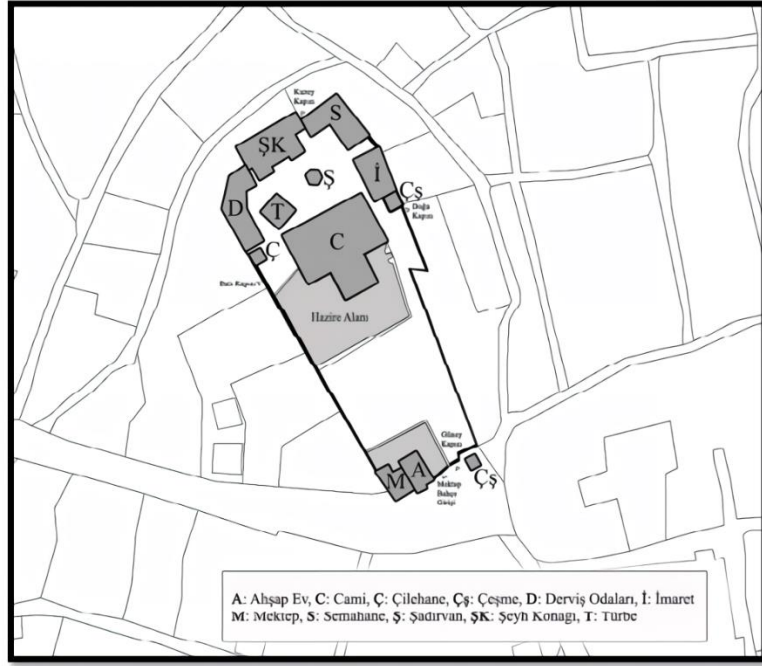 Kuzey
Kapısı
S
ŞK
Ş
İ
Çş
D
T
Doğu
Kapısı
C
Ç
Batı Kapısı
Hazire Alanı
Güney
Kapısı
M
A
Çş
Mektep
Bahçe
Girişi
A: Ahşap Ev, C: Cami, Ç: Çilehane, Çş: Çeşme, D: Derviş Odaları, İ: İmaret
M: Mektep, S: Semahane, Ş: Şadırvan, ŞK: Şeyh Konağı, T: Türbe